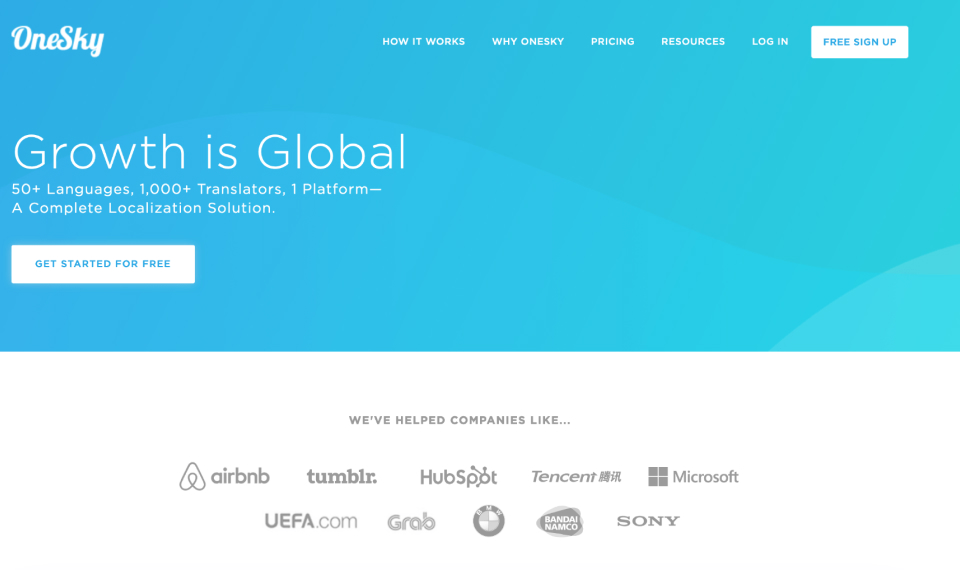 OneSky
HOW IT WORKS WHY ONESKY PRICING RESOURCES LOG IN FREE SIGN UP
Growth is Global
50+ Languages, 1,000+ Translators, 1 Platform—
A Complete Localization Solution.
GET STARTED FOR FREE
WE'VE HELPED COMPANIES LIKE...
airbnb tumblr. HubSpot Tencent 腾讯 Microsoft
UEFA.com Grab BMW BANDAI NAMCO SONY